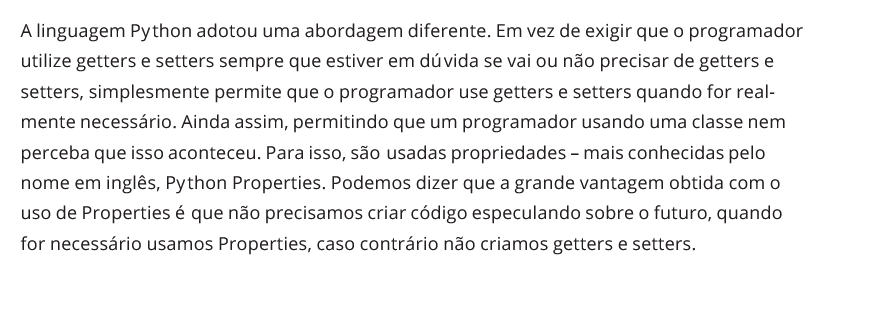 A linguagem Python adotou uma abordagem diferente. Em vez de exigir que o programador
utilize getters e setters sempre que estiver em dúvida se vai ou não precisar de getters e
setters, simplesmente permite que o programador use getters e setters quando for real-
mente necessário. Ainda assim, permitindo que um programador usando uma classe nem
perceba que isso aconteceu. Para isso, são usadas propriedades – mais conhecidas pelo
nome em inglês, Python Properties. Podemos dizer que a grande vantagem obtida com o
uso de Properties é que não precisamos criar código especulando sobre o futuro, quando
for necessário usamos Properties, caso contrário não criamos getters e setters.